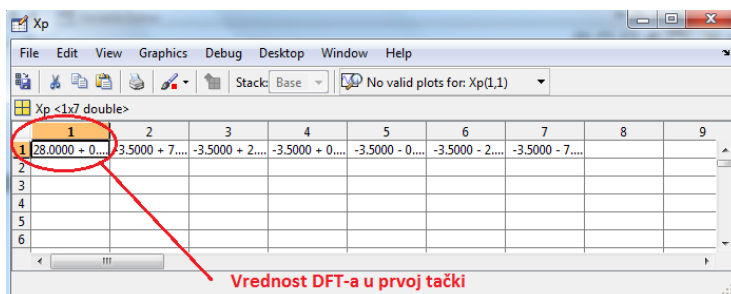 Xp
File Edit View Graphics Debug Desktop Window Help
Stack: Base No valid plots for: Xp(1,1)
Xp <1x7 double>
1 2 3 4 5 6 7 8 9
1 28.0000 + 0.... -3.5000 + 7.... -3.5000 + 2.... -3.5000 + 0.... -3.5000 - 0.... -3.5000 - 2.... -3.5000 - 7....
2
3
4
5
6
Vrednost DFT-a u prvoj tački